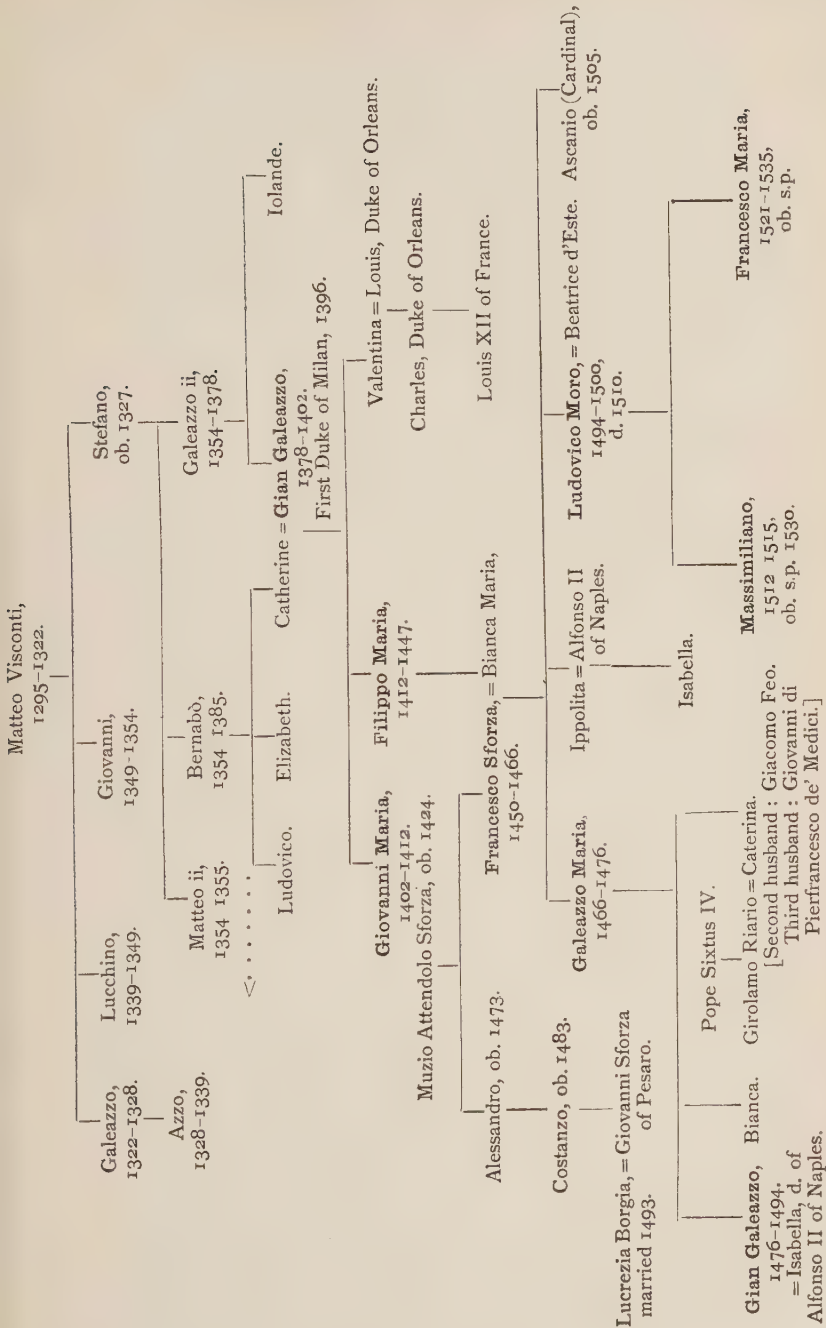 Matteo Visconti,
1295–1322.
Galeazzo,
1322–1328.
Lucchino,
1339–1349.
Giovanni,
1349-1354.
Stefano,
ob. 1327.
Azzo,
1328–1339.
Matteo ii,
1354 1355.
Bernabò,
1354 1385.
Galeazzo ii,
1354–1378.
<. . . . . . .
Ludovico.
Elizabeth.
Catherine = Gian Galeazzo,
1378–1402.
First Duke of Milan, 1396.
Iolande.
Giovanni Maria,
1402–1412.
Filippo Maria,
1412–1447.
Valentina = Louis, Duke of Orleans.
Muzio Attendolo Sforza, ob. 1424.
Charles, Duke of Orleans.
Alessandro, ob. 1473.
Francesco Sforza, = Bianca Maria,
1450–1466.
Louis XII of France.
Costanzo, ob. 1483.
Galeazzo Maria,
1466–1476.
Ippolita = Alfonso II
of Naples.
Ludovico Moro, = Beatrice d'Este.
1494–1500,
d. 1510.
Ascanio (Cardinal),
ob. 1505.
Lucrezia Borgia, = Giovanni Sforza
married 1493. of Pesaro.
Isabella.
Pope Sixtus IV.
Gian Galeazzo,
1476–1494.
= Isabella, d. of
Alfonso II of Naples.
Bianca.
Girolamo Riario = Caterina.
[Second husband : Giacomo Feo.
Third husband : Giovanni di
Pierfrancesco de' Medici.]
Massimiliano,
1512 1515,
ob. s.p. 1530.
Francesco Maria,
1521–1535,
ob. s.p.